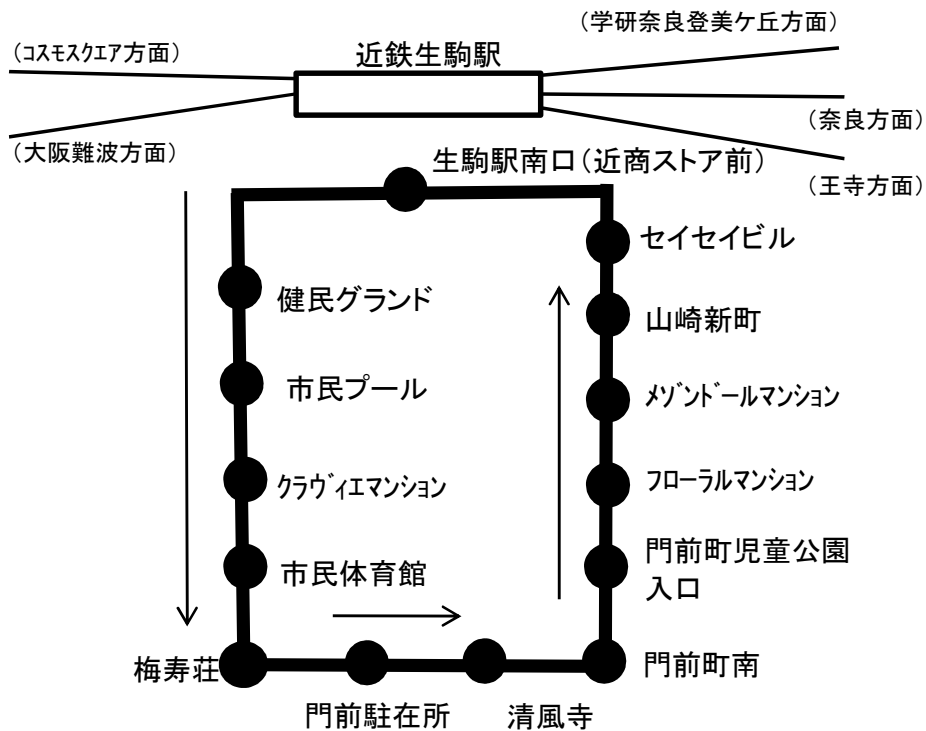 (コスモスクエア方面)
近鉄生駒駅
(学研奈良登美ケ丘方面)
(大阪難波方面)
(奈良方面)
(王寺方面)
生駒駅南口(近商ストア前)
健民グランド
市民プール
クラヴィエマンション
市民体育館
梅寿荘
門前駐在所
清風寺
門前町南
門前町児童公園
入口
フローラルマンション
メゾンドールマンション
山崎新町
セイセイビル